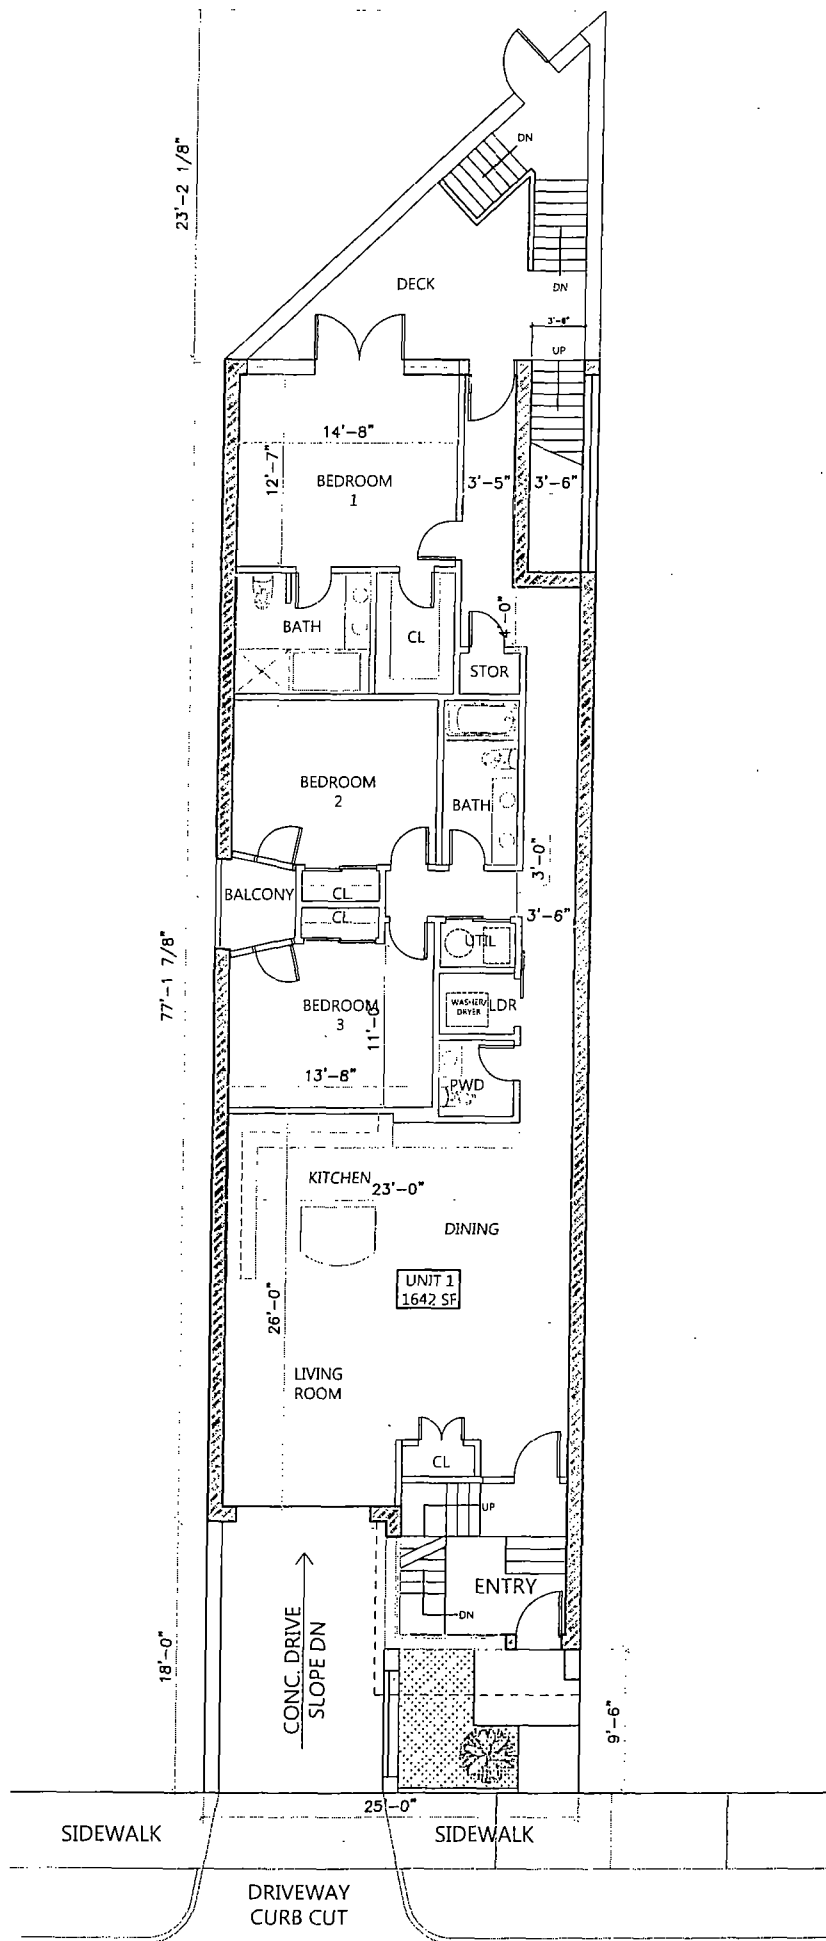 23'-2 1/8"
DN
DECK
DN
3'-8"
UP
14'-8"
12'-7"
BEDROOM
1
3'-5"
3'-6"
BATH
CL
4'-0"
STOR
BEDROOM
2
BATH
3'-0"
BALCONY
CL
CL
3'-6"
UTIL
77'-1 7/8"
BEDROOM
3
11'-0"
WASHER/
DRYER
LDR
13'-8"
PWD
KITCHEN
23'-0"
DINING
UNIT 1
1642 SF
26'-0"
LIVING
ROOM
CL
UP
ENTRY
DN
18'-0"
CONC. DRIVE
SLOPE DN
9'-6"
25'-0"
SIDEWALK
SIDEWALK
DRIVEWAY
CURB CUT